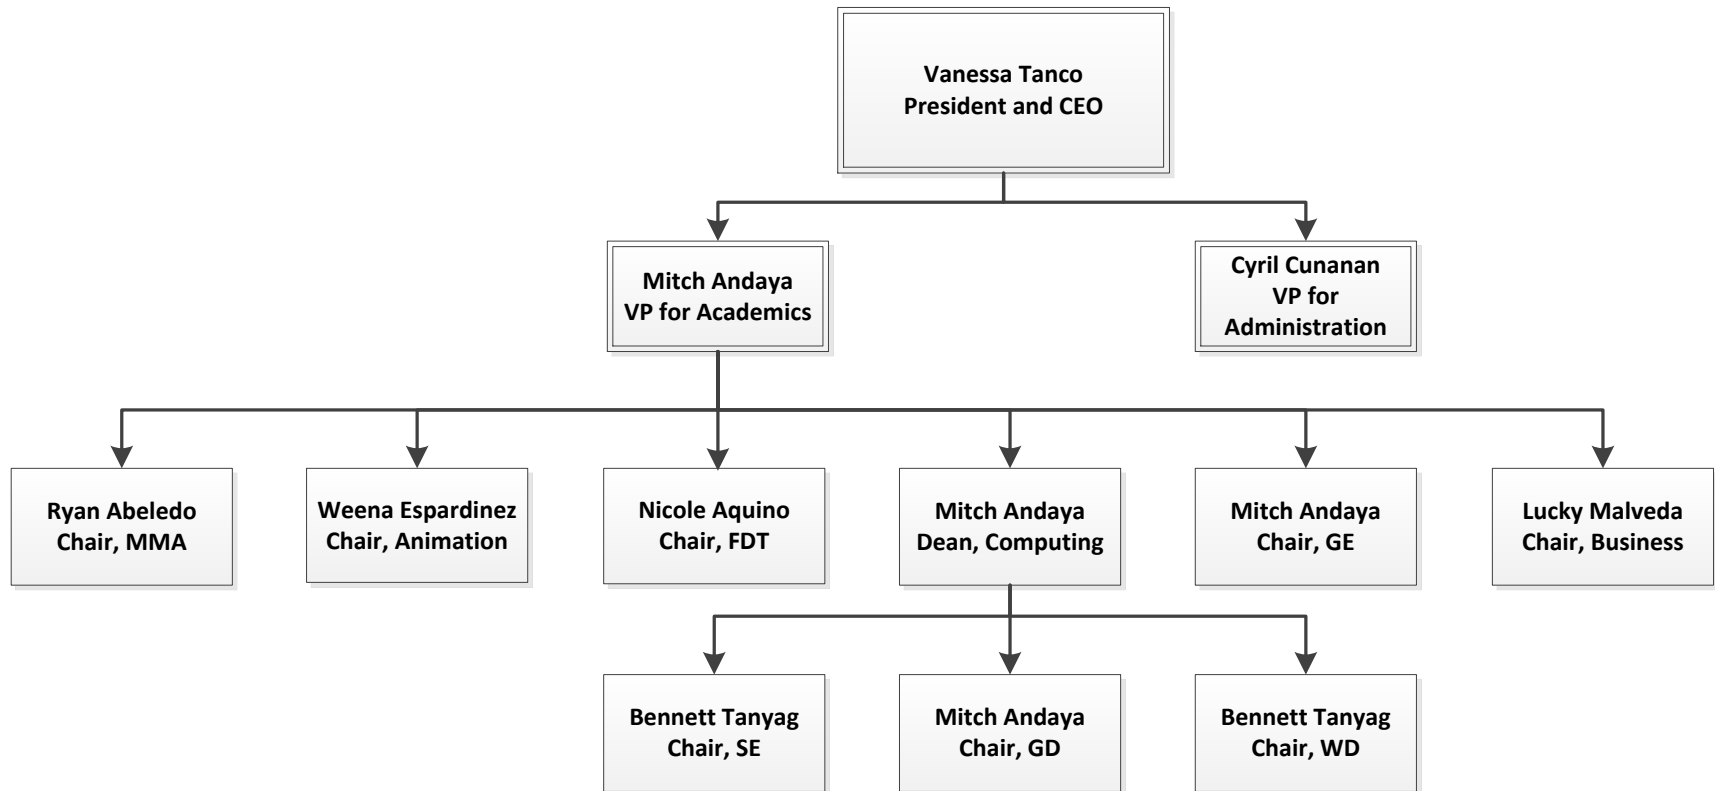 Vanessa Tanco
President and CEO
Mitch Andaya
VP for Academics
Cyril Cunanan
VP for
Administration
Ryan Abeledo
Chair, MMA
Weena Espardinez
Chair, Animation
Nicole Aquino
Chair, FDT
Mitch Andaya
Dean, Computing
Mitch Andaya
Chair, GE
Lucky Malveda
Chair, Business
Bennett Tanyag
Chair, SE
Mitch Andaya
Chair, GD
Bennett Tanyag
Chair, WD